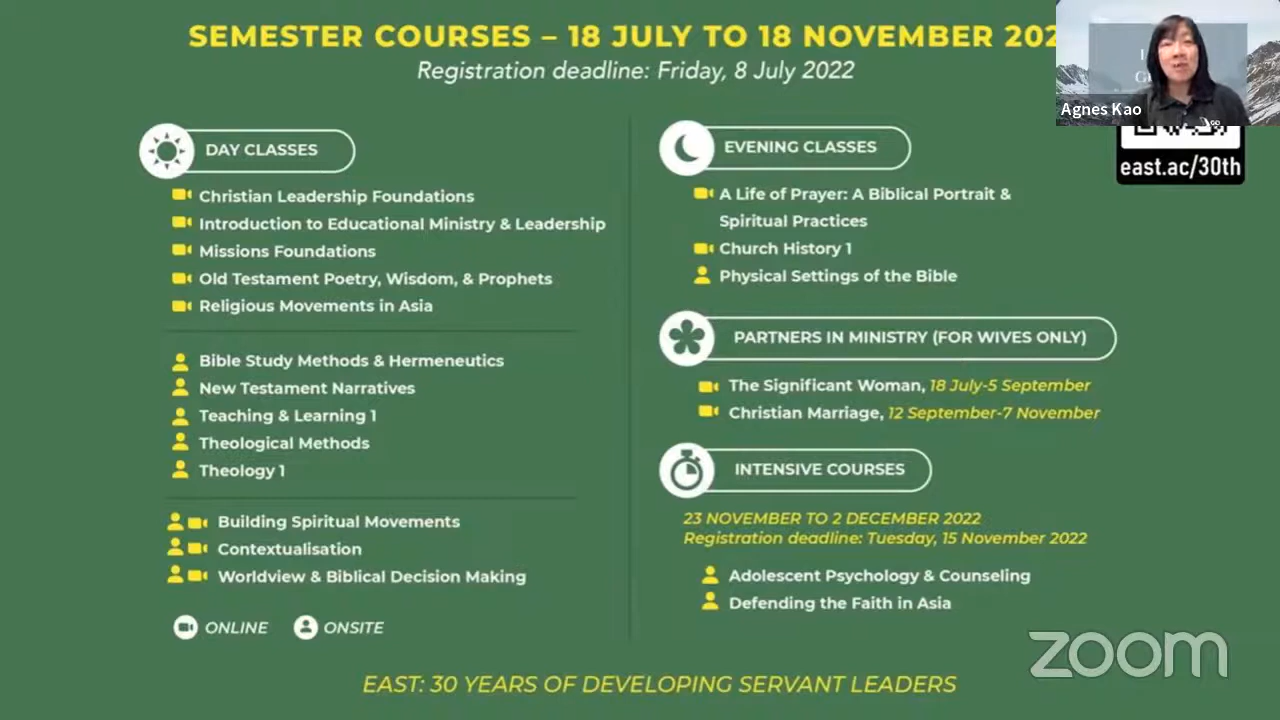 SEMESTER COURSES – 18 JULY TO 18 NOVEMBER
Registration deadline: Friday, 8 July 2022
Agnes Kao
east.ac/30th
DAY CLASSES
Christian Leadership Foundations
Introduction to Educational Ministry & Leadership
Missions Foundations
Old Testament Poetry, Wisdom, & Prophets
Religious Movements in Asia
Bible Study Methods & Hermeneutics
New Testament Narratives
Teaching & Learning 1
Theological Methods
Theology 1
Building Spiritual Movements
Contextualisation
Worldview & Biblical Decision Making
ONLINE ONSITE
EVENING CLASSES
A Life of Prayer: A Biblical Portrait &
Spiritual Practices
Church History 1
Physical Settings of the Bible
PARTNERS IN MINISTRY (FOR WIVES ONLY)
The Significant Woman, 18 July-5 September
Christian Marriage, 12 September-7 November
INTENSIVE COURSES
23 NOVEMBER TO 2 DECEMBER 2022
Registration deadline: Tuesday, 15 November 2022
Adolescent Psychology & Counseling
Defending the Faith in Asia
zoom
EAST: 30 YEARS OF DEVELOPING SERVANT LEADERS